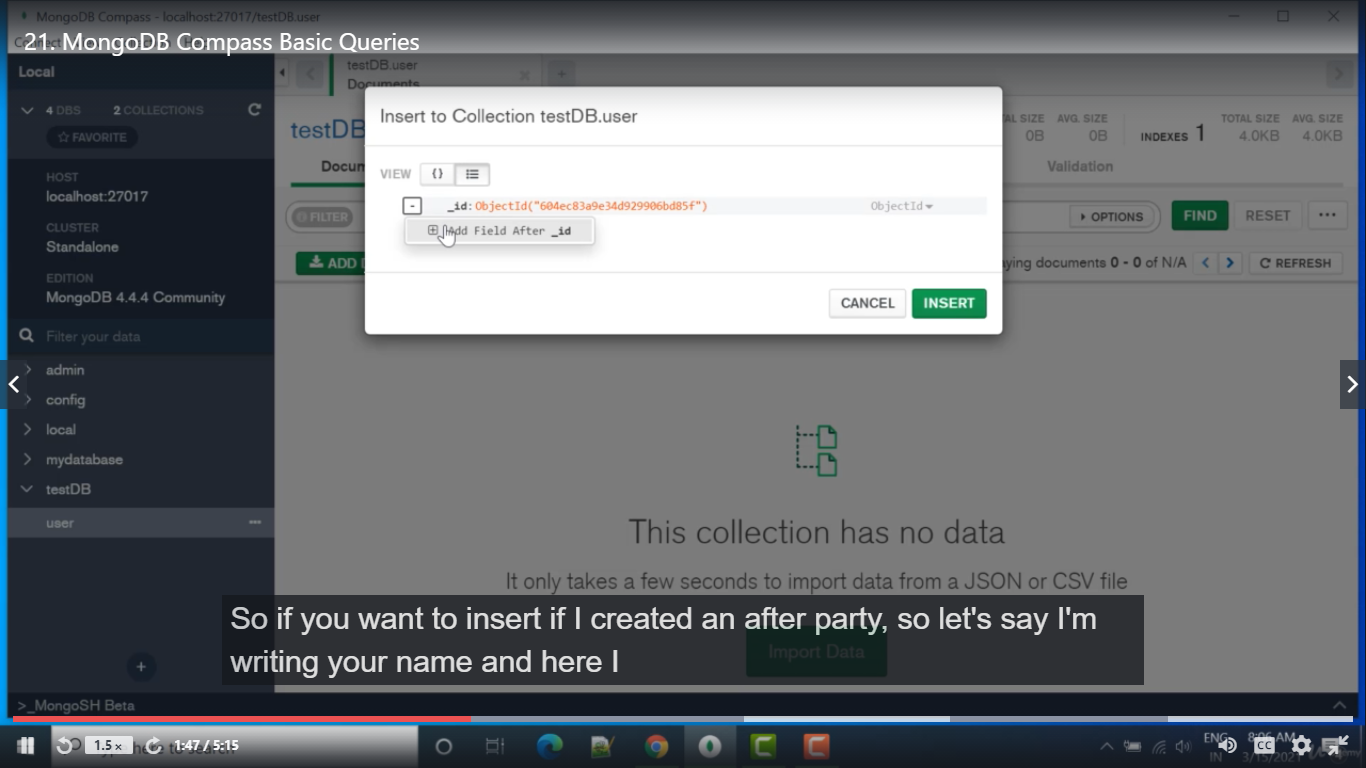 MongoDB Compass - localhost:27017/testDB.user
21. MongoDB Compass Basic Queries
Local
testDB.user
Documents
4 DBS 2 COLLECTIONS
FAVORITE
HOST
localhost:27017
CLUSTER
Standalone
EDITION
MongoDB 4.4.4 Community
Filter your data
admin
config
local
mydatabase
testDB
user
testDB
AVG. SIZE
0B 0B
INDEXES 1
TOTAL SIZE AVG. SIZE
4.0KB 4.0KB
Validation
FILTER
OPTIONS
FIND
RESET
ADD
documents 0 - 0 of N/A
REFRESH
Insert to Collection testDB.user
VIEW {}
- _id: ObjectId("604ec83a9e34d929906bd85f") ObjectId
Add Field After _id
CANCEL
INSERT
This collection has no data
It only takes a few seconds to import data from a JSON or CSV file
Import Data
So if you want to insert if I created an after party, so let's say I'm
writing your name and here I
>_MongoSH Beta
1.5x
1:47 / 5:15
ENG
IN
8:06 AM
3/15/2021
CC